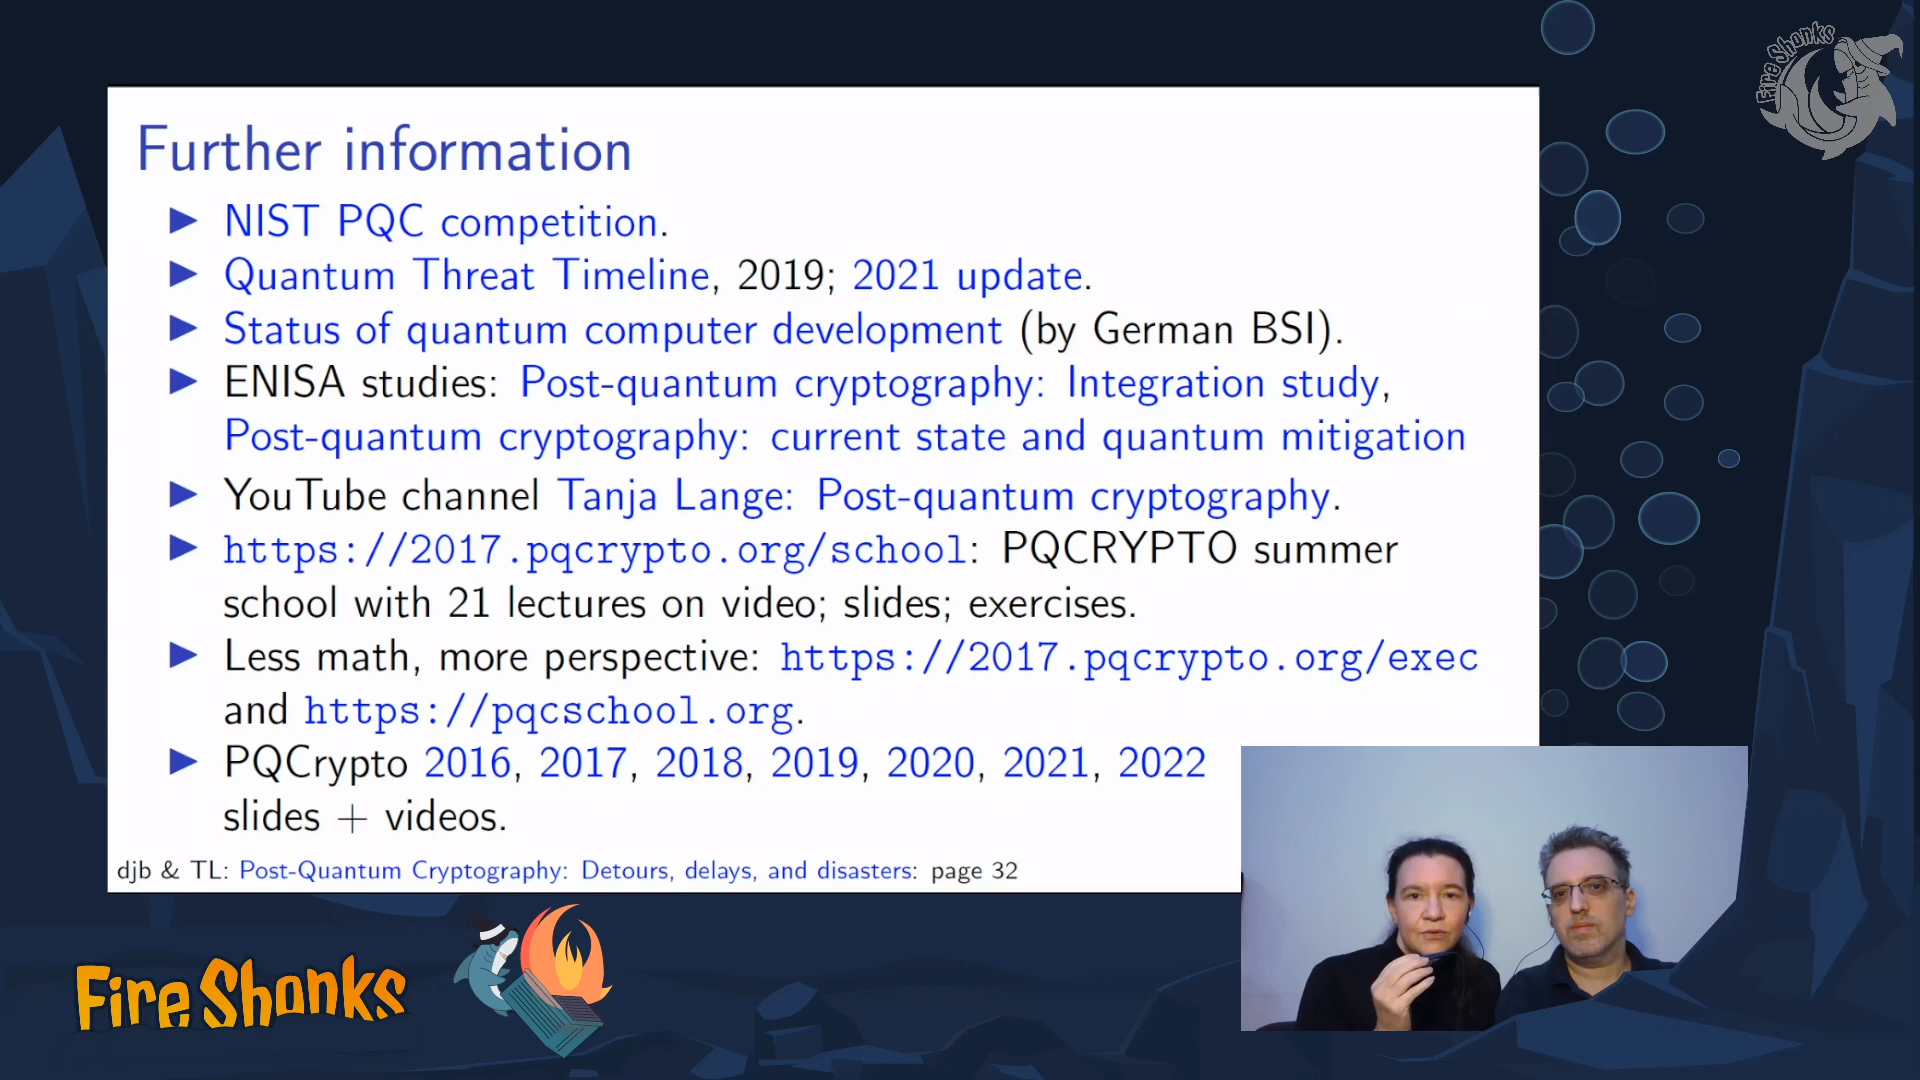 Fire Shonks
Further information
▶ NIST PQC competition.
▶ Quantum Threat Timeline, 2019; 2021 update.
▶ Status of quantum computer development (by German BSI).
▶ ENISA studies: Post-quantum cryptography: Integration study,
Post-quantum cryptography: current state and quantum mitigation
▶ YouTube channel Tanja Lange: Post-quantum cryptography.
▶ https://2017.pqcrypto.org/school: PQCRYPTO summer
school with 21 lectures on video; slides; exercises.
▶ Less math, more perspective: https://2017.pqcrypto.org/exec
and https://pqcschool.org.
▶ PQCrypto 2016, 2017, 2018, 2019, 2020, 2021, 2022
slides + videos.
djb & TL: Post-Quantum Cryptography: Detours, delays, and disasters: page 32
Fire Shonks